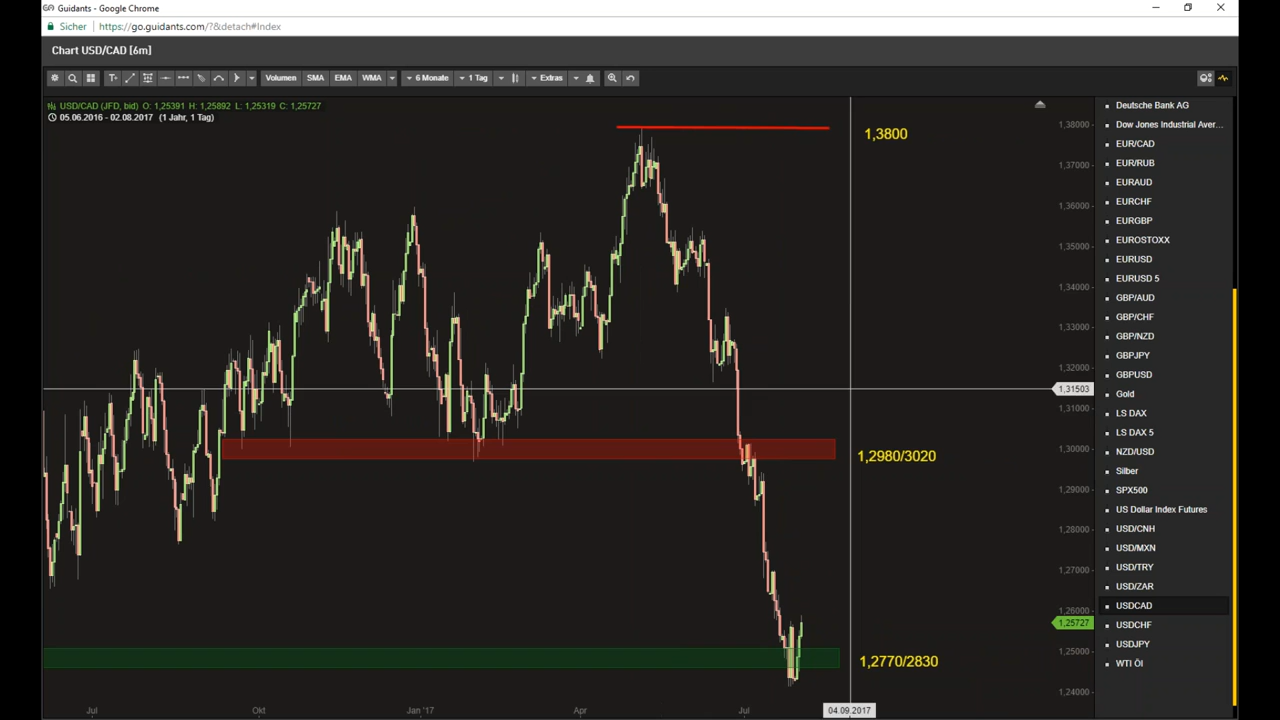 Guidants - Google Chrome
Sicher https://go.guidants.com/?&detach#Index
Chart USD/CAD [6m]
Volumen SMA EMA WMA 6 Monate 1 Tag Extras
USD/CAD (JFD, bid) O: 1,25391 H: 1,25892 L: 1,25319 C: 1,25727
05.06.2016 - 02.08.2017 (1 Jahr, 1 Tag)
1,3800
1,2980/3020
1,2770/2830
1,38000
1,37000
1,36000
1,35000
1,34000
1,33000
1,32000
1,31503
1,31000
1,30000
1,29000
1,28000
1,27000
1,26000
1,25727
1,25000
1,24000
Jul Okt Jan '17 Apr Jul 04.09.2017
Deutsche Bank AG
Dow Jones Industrial Aver...
EUR/CAD
EUR/RUB
EURAUD
EURCHF
EURGBP
EUROSTOXX
EURUSD
EURUSD 5
GBP/AUD
GBP/CHF
GBP/NZD
GBPJPY
GBPUSD
Gold
LS DAX
LS DAX 5
NZD/USD
Silber
SPX500
US Dollar Index Futures
USD/CNH
USD/MXN
USD/TRY
USD/ZAR
USDCAD
USDCHF
USDJPY
WTI Öl